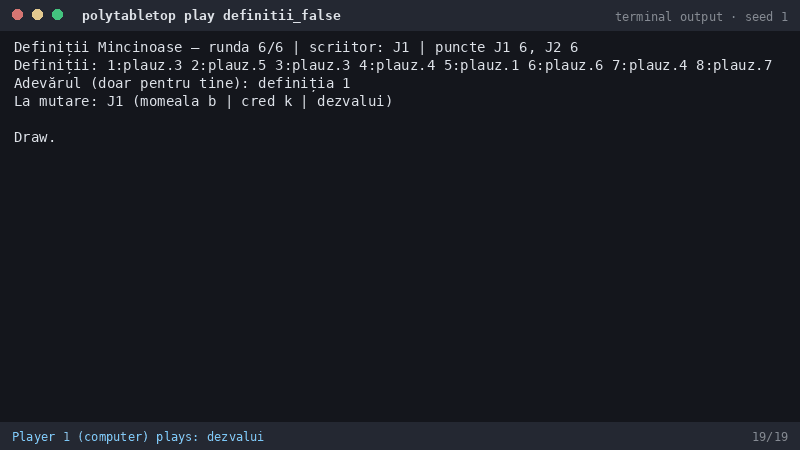 polytabletop play definitii_false
terminal output · seed 1
Definiții Mincinoase — runda 6/6 | scriitor: J1 | puncte J1 6, J2 6
Definiții: 1:plauz.3 2:plauz.5 3:plauz.3 4:plauz.4 5:plauz.1 6:plauz.6 7:plauz.4 8:plauz.7
Adevărul (doar pentru tine): definiția 1
La mutare: J1 (momeala b | cred k | dezvalui)
Draw.
Player 1 (computer) plays: dezvalui
19/19